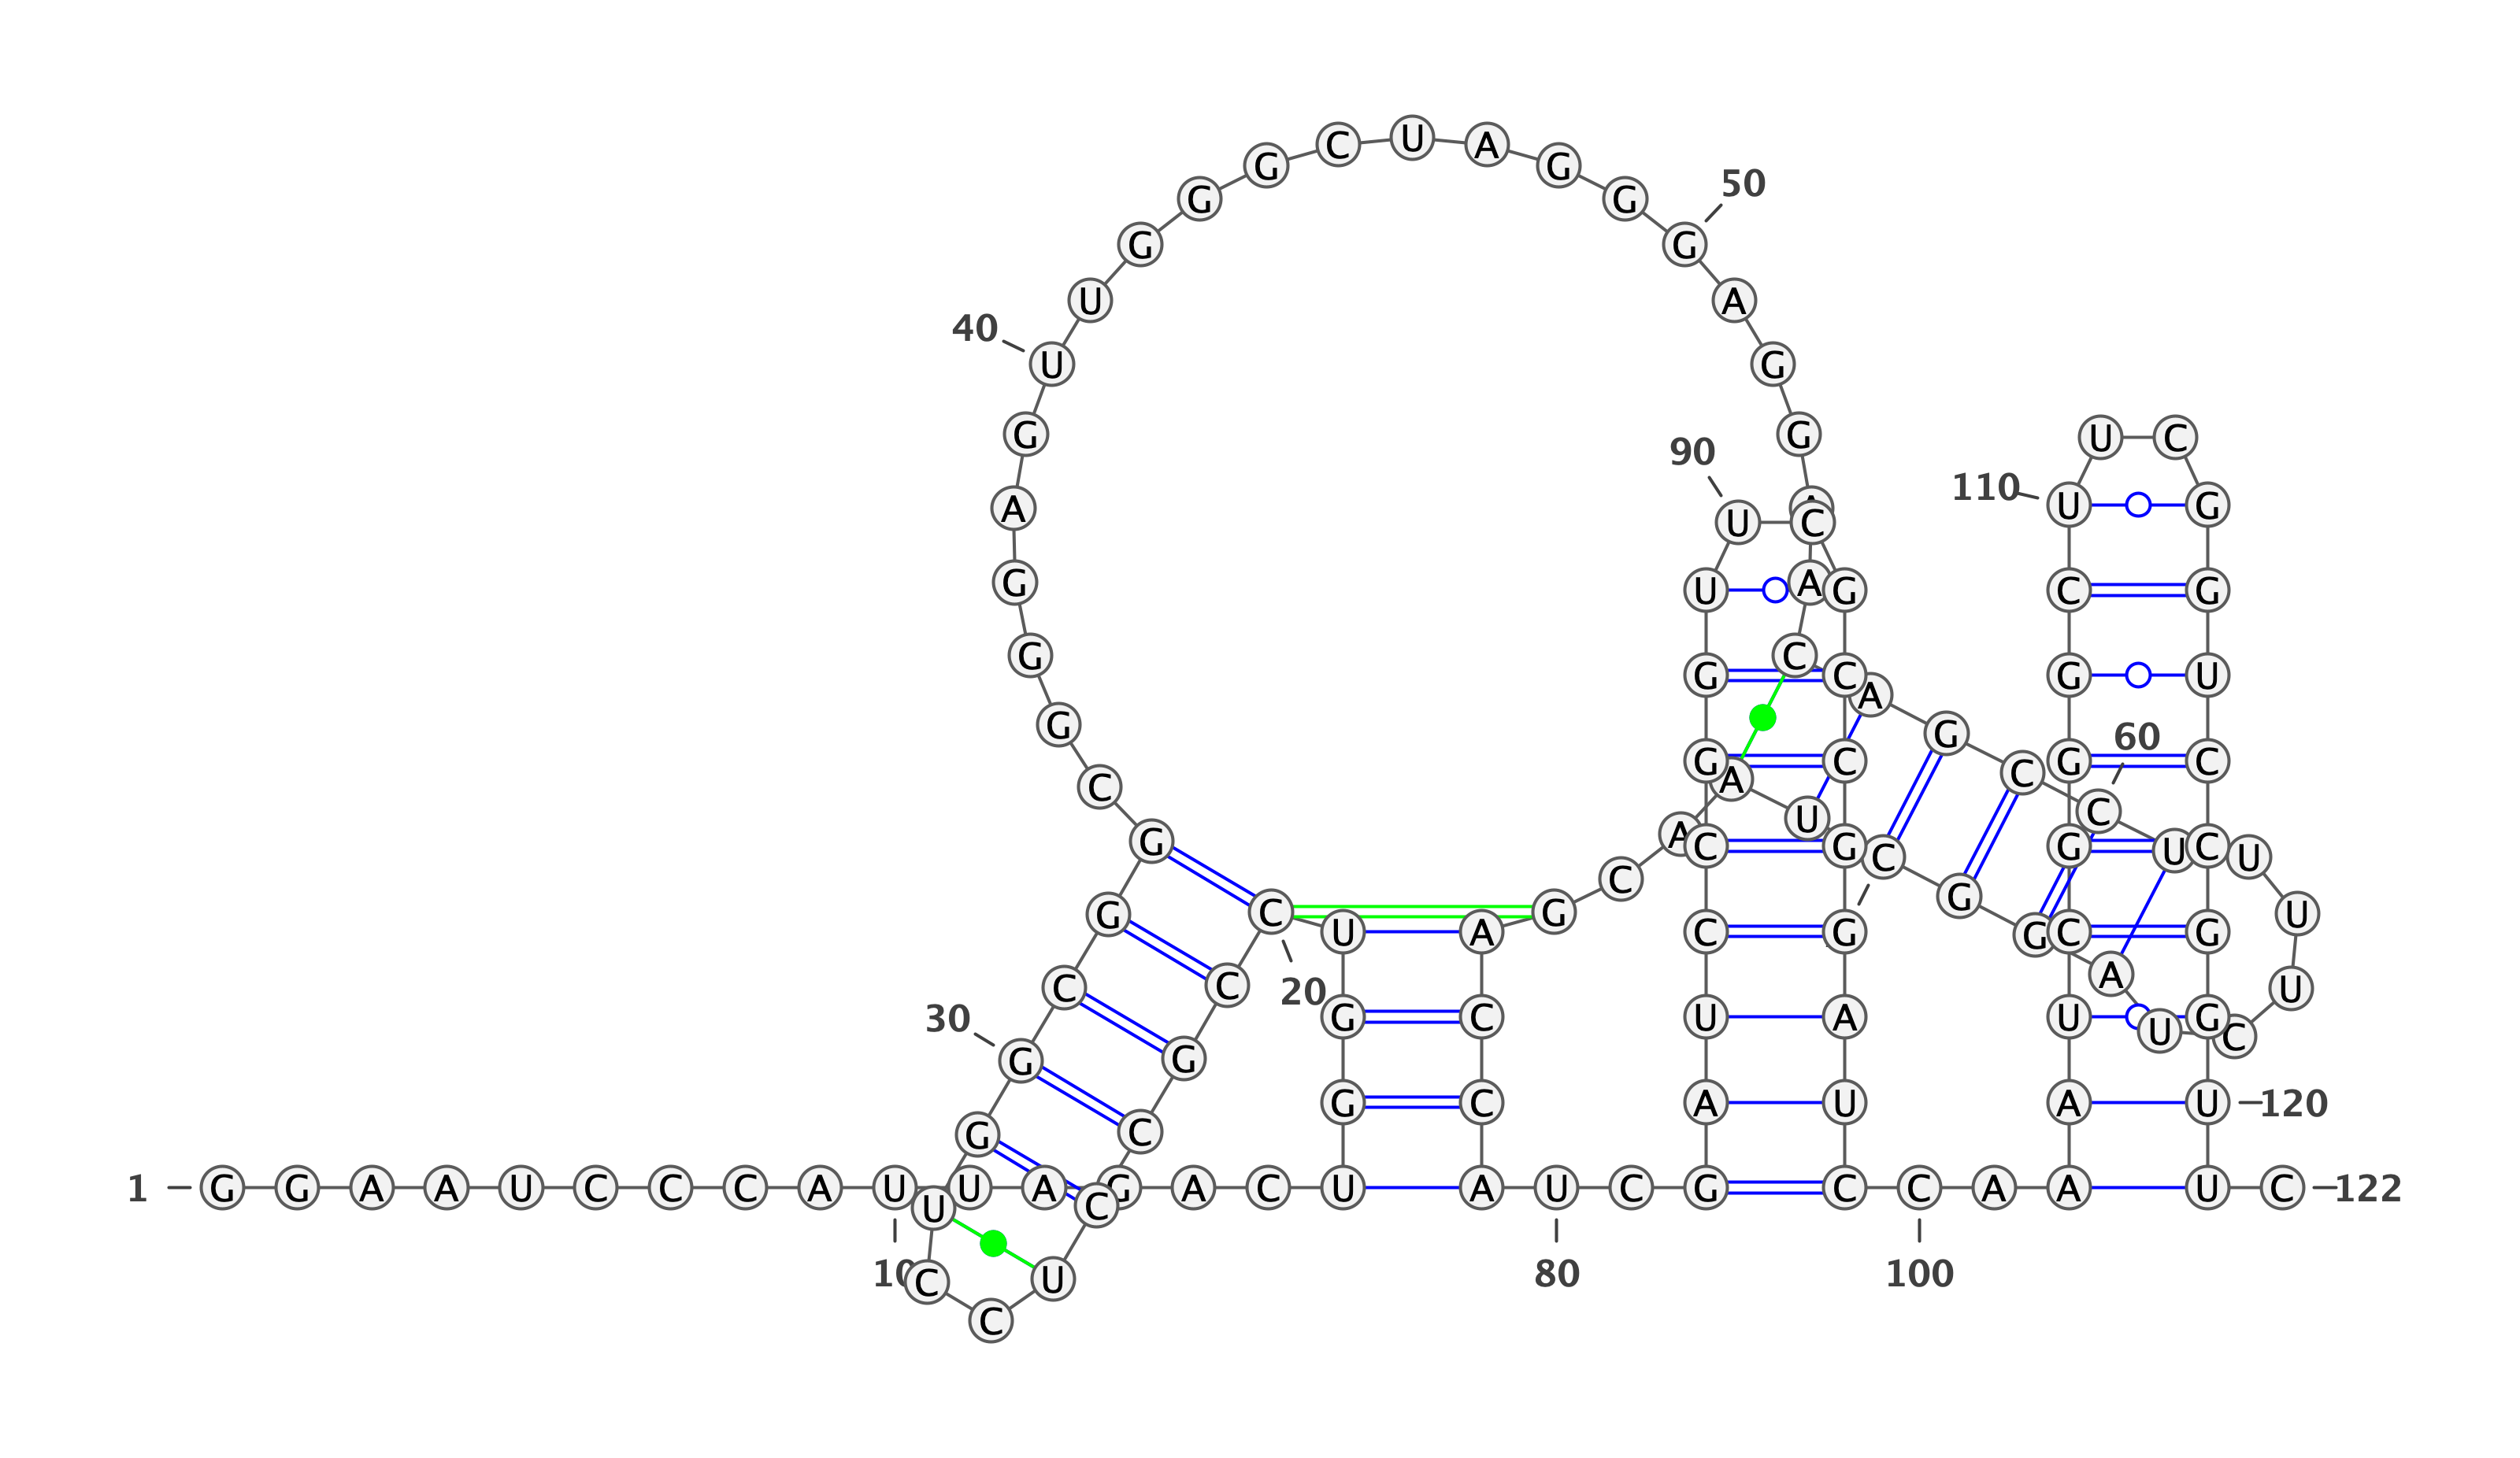 U
G C A
G G
G G 50
U A
40 U G
G G
U C
90 U C
110 U G
A A
G A
U G C G
G C
G C G U
G A
G
C G C
G A G C G C
C U
G C G C U U C
C A
C G
G C
G U
C U A C G C G
G
A
C U
20
G C G C U A U G
30 G C U C
G C G C A U A U 120
1 G G A A U C C C A U U A G A C U A U C G C C A A A U C 122
U C
10 C U 80 100
C
60